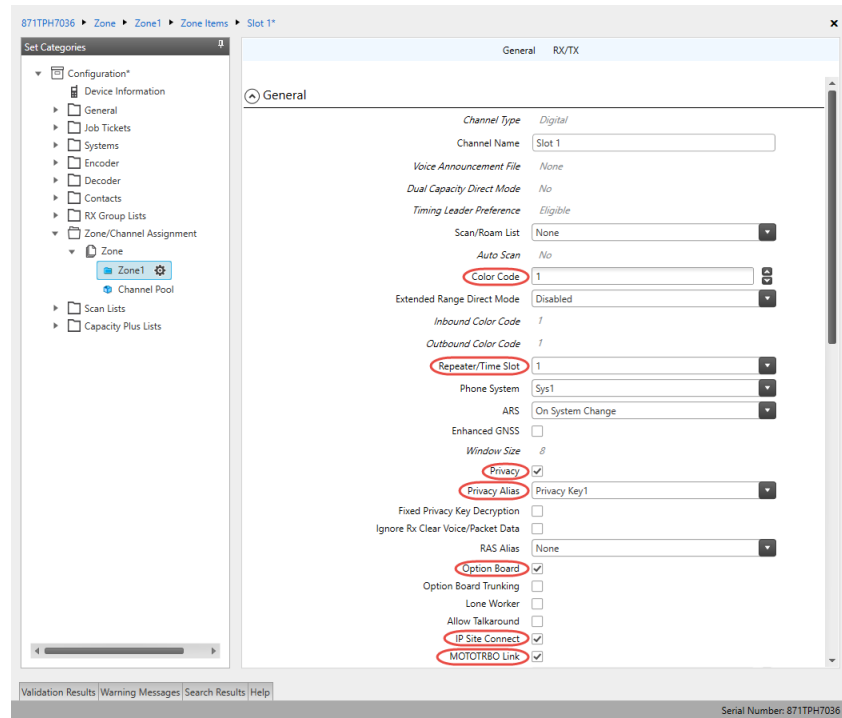 871TPH7036 ▸ Zone ▸ Zone1 ▸ Zone Items ▸ Slot 1*
Set Categories
Configuration*
Device Information
General
Job Tickets
Systems
Encoder
Decoder
Contacts
RX Group Lists
Zone/Channel Assignment
Zone
Zone1
Channel Pool
Scan Lists
Capacity Plus Lists
General RX/TX
General
Channel Type Digital
Channel Name Slot 1
Voice Announcement File None
Dual Capacity Direct Mode No
Timing Leader Preference Eligible
Scan/Roam List None
Auto Scan No
Color Code 1
Extended Range Direct Mode Disabled
Inbound Color Code 1
Outbound Color Code 1
Repeater/Time Slot 1
Phone System Sys1
ARS On System Change
Enhanced GNSS
Window Size 8
Privacy
Privacy Alias Privacy Key1
Fixed Privacy Key Decryption
Ignore Rx Clear Voice/Packet Data
RAS Alias None
Option Board
Option Board Trunking
Lone Worker
Allow Talkaround
IP Site Connect
MOTOTRBO Link
Validation Results Warning Messages Search Results Help
Serial Number: 871TPH7036